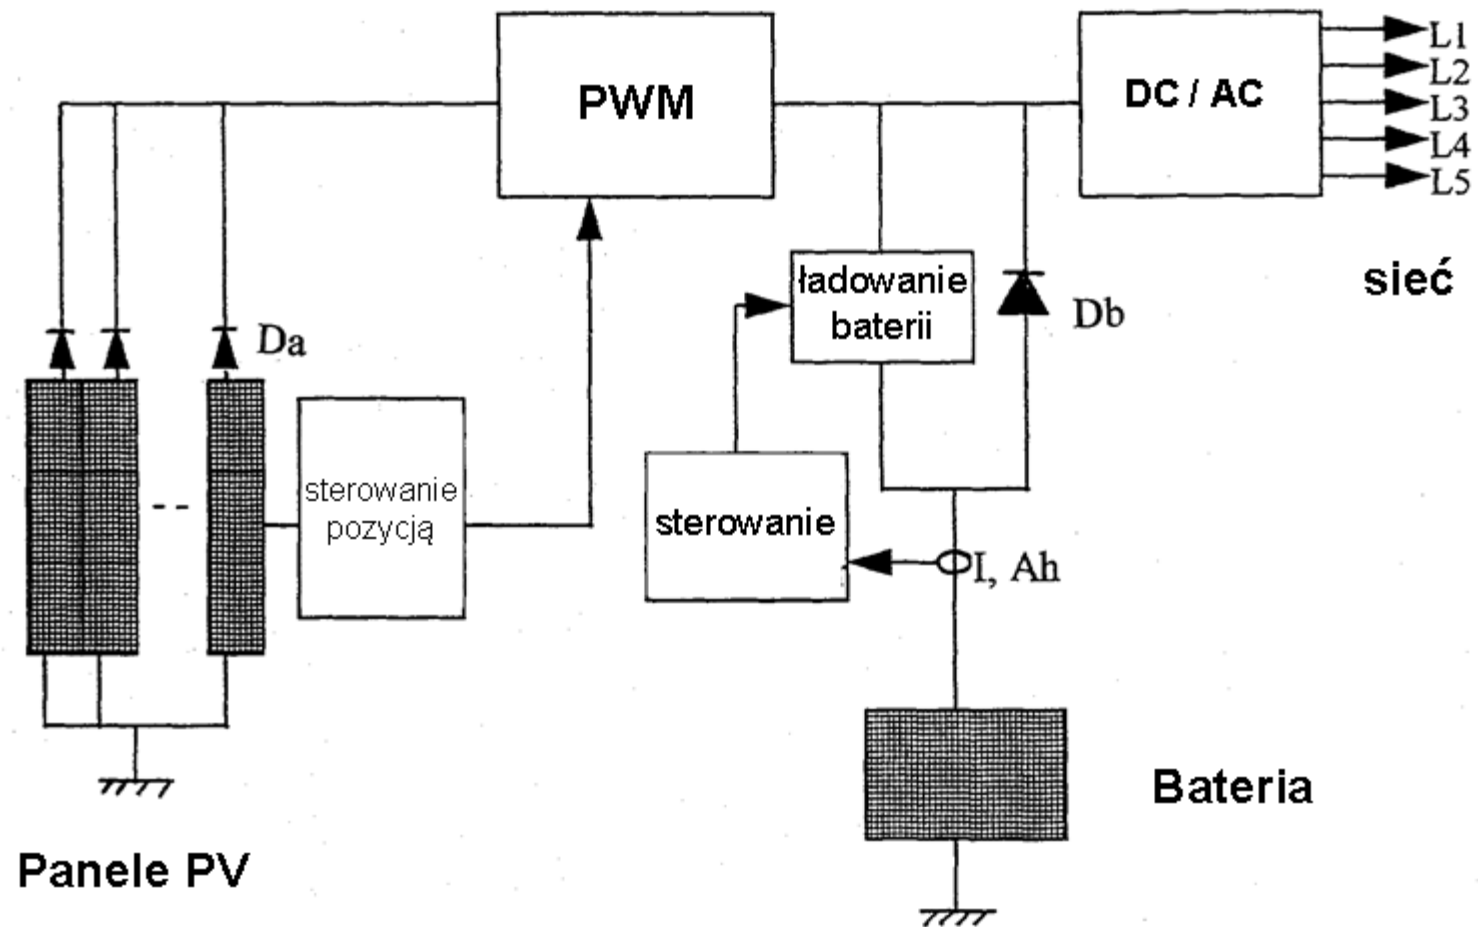 PWM
DC / AC
L1
L2
L3
L4
L5
sieć
ładowanie
baterii
Db
Da
sterowanie
pozycją
sterowanie
I, Ah
Bateria
Panele PV